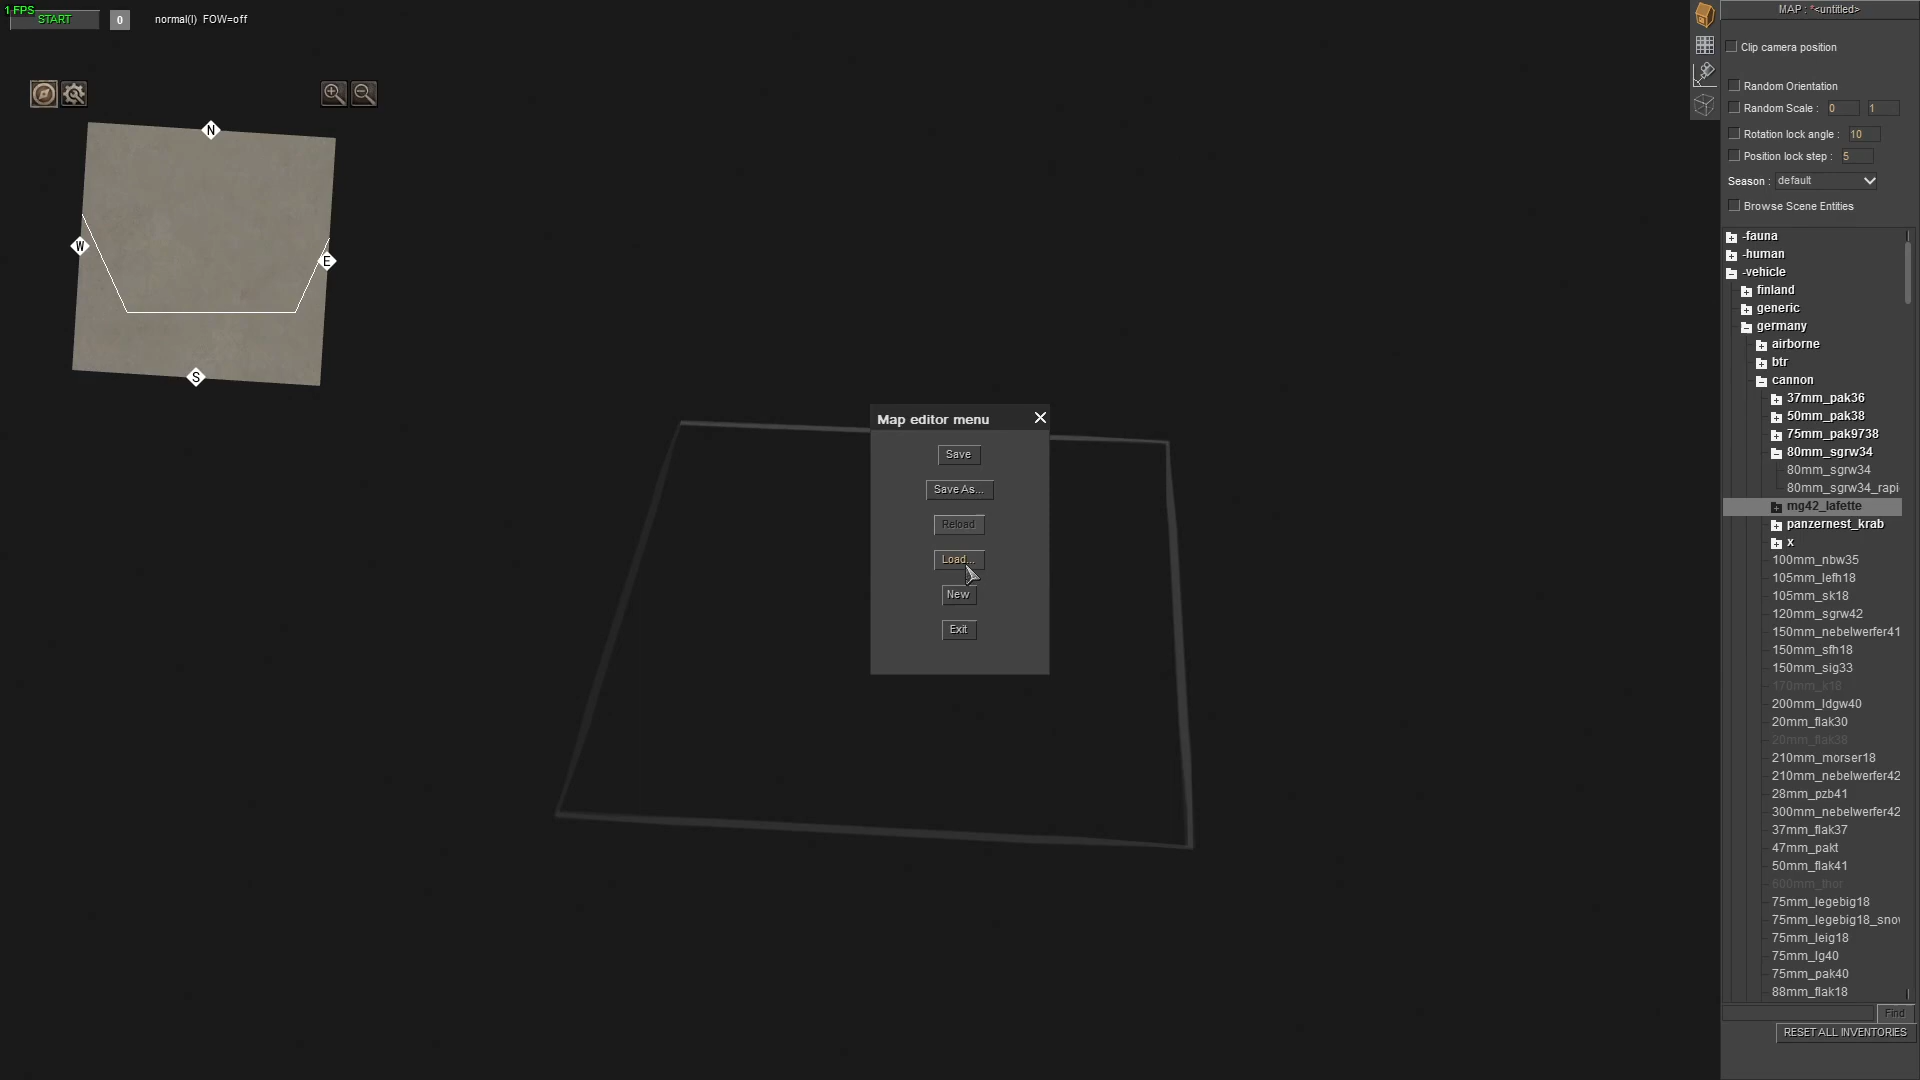 1 FPS
START
0
normal(I) FOW=off
N
W
E
S
Map editor menu
Save
Save As...
Reload
Load...
New
Exit
MAP : *<untitled>
Clip camera position
Random Orientation
Random Scale : 0 1
Rotation lock angle : 10
Position lock step : 5
Season : default
Browse Scene Entities
-fauna
-human
-vehicle
finland
generic
germany
airborne
btr
cannon
37mm_pak36
50mm_pak38
75mm_pak9738
80mm_sgrw34
80mm_sgrw34
80mm_sgrw34_rapi
mg42_lafette
panzernest_krab
x
100mm_nbw35
105mm_lefh18
105mm_sk18
120mm_sgrw42
150mm_nebelwerfer41
150mm_sfh18
150mm_sig33
170mm_k18
200mm_ldgw40
20mm_flak30
20mm_flak38
210mm_morser18
210mm_nebelwerfer42
28mm_pzb41
300mm_nebelwerfer42
37mm_flak37
47mm_pakt
50mm_flak41
600mm_thor
75mm_legebig18
75mm_legebig18_snov
75mm_leig18
75mm_lg40
75mm_pak40
88mm_flak18
Find
RESET ALL INVENTORIES